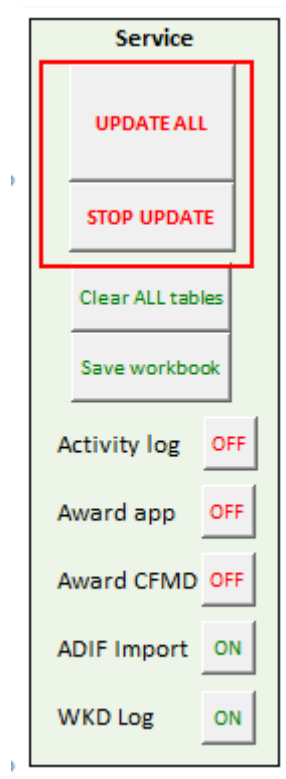 Service
UPDATE ALL
STOP UPDATE
Clear ALL tables
Save workbook
Activity log OFF
Award app OFF
Award CFMD OFF
ADIF Import ON
WKD Log ON